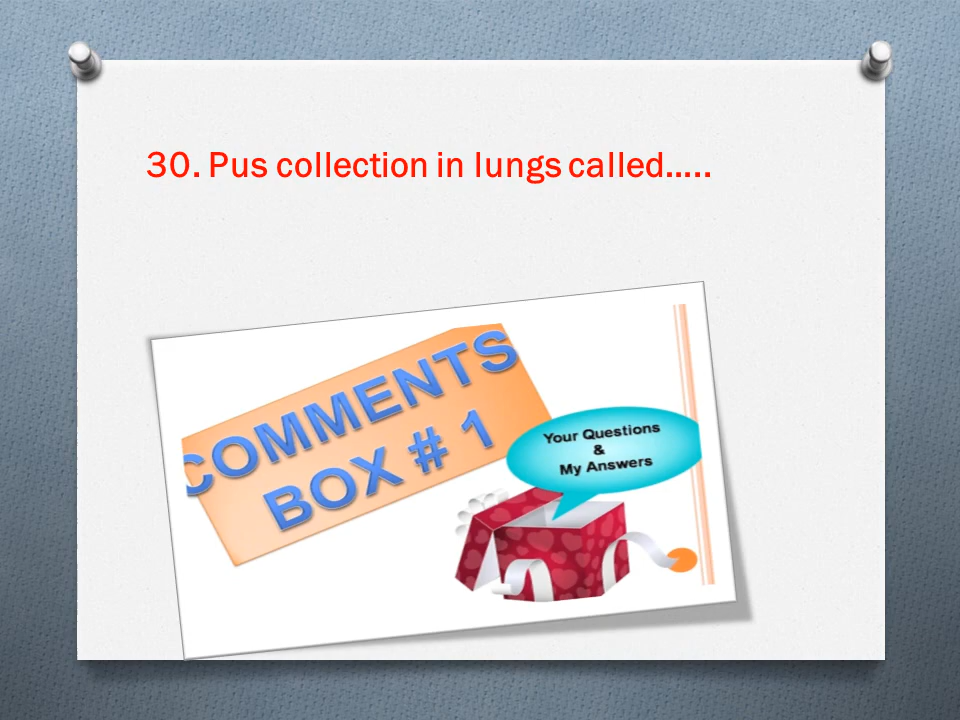 30. Pus collection in lungs called…..
COMMENTS
BOX # 1
Your Questions
&
My Answers